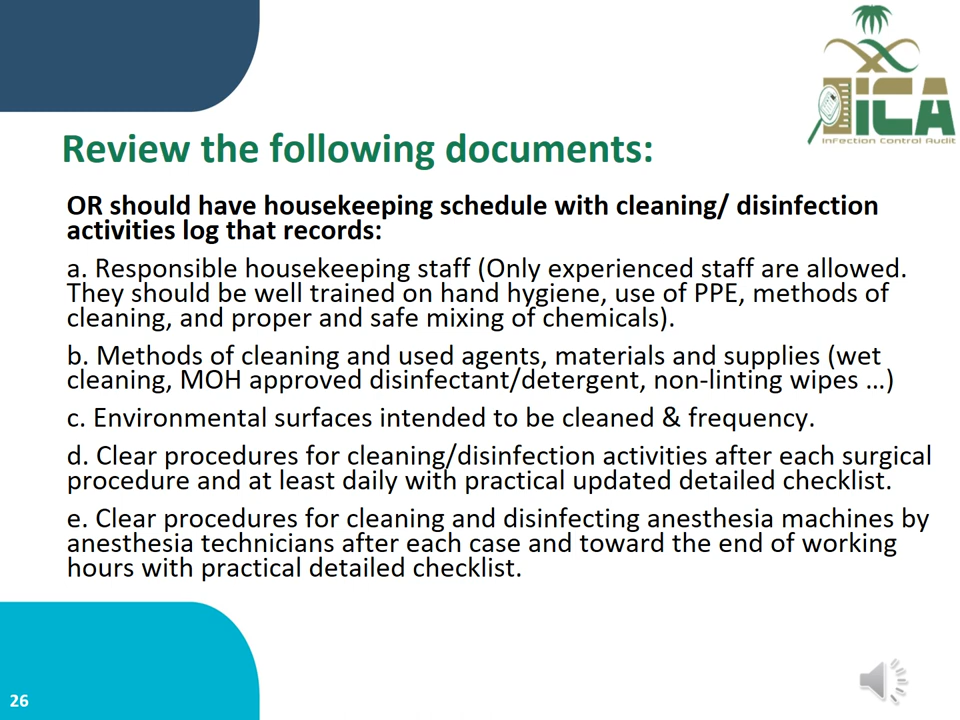 ICA
Infection Control Audit
Review the following documents:
OR should have housekeeping schedule with cleaning/ disinfection
activities log that records:
a. Responsible housekeeping staff (Only experienced staff are allowed.
They should be well trained on hand hygiene, use of PPE, methods of
cleaning, and proper and safe mixing of chemicals).
b. Methods of cleaning and used agents, materials and supplies (wet
cleaning, MOH approved disinfectant/detergent, non-linting wipes ...)
c. Environmental surfaces intended to be cleaned & frequency.
d. Clear procedures for cleaning/disinfection activities after each surgical
procedure and at least daily with practical updated detailed checklist.
e. Clear procedures for cleaning and disinfecting anesthesia machines by
anesthesia technicians after each case and toward the end of working
hours with practical detailed checklist.
26